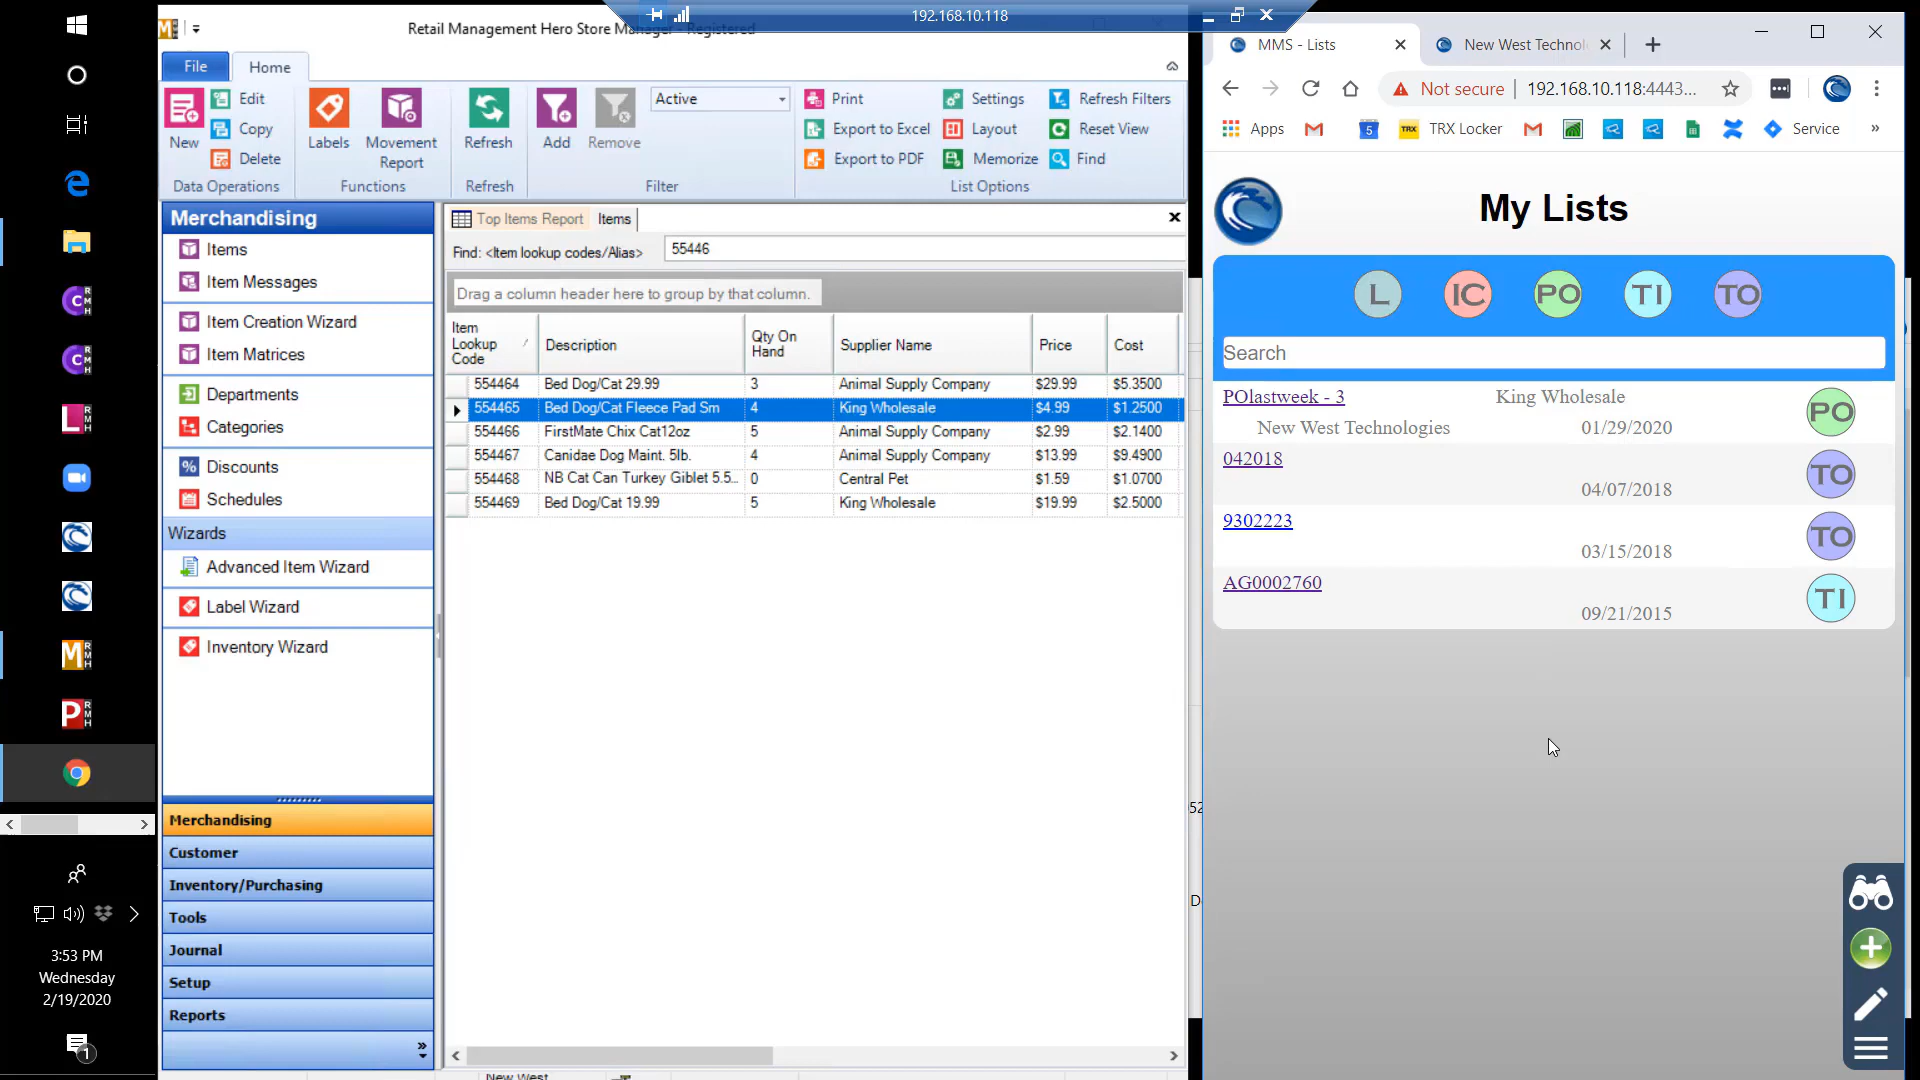 192.168.10.118
Retail Management Hero Store Manager - Registered
File
Home
New
Edit
Copy
Delete
Data Operations
Labels
Movement
Report
Functions
Refresh
Refresh
Add
Remove
Active
Filter
Print
Export to Excel
Export to PDF
Settings
Layout
Memorize
Refresh Filters
Reset View
Find
List Options
Merchandising
Items
Item Messages
Item Creation Wizard
Item Matrices
Departments
Categories
Discounts
Schedules
Wizards
Advanced Item Wizard
Label Wizard
Inventory Wizard
Merchandising
Customer
Inventory/Purchasing
Tools
Journal
Setup
Reports
Top Items Report
Items
Find: <Item lookup codes/Alias>
55446
Drag a column header here to group by that column.
Item Lookup Code Description Qty On Hand Supplier Name Price Cost
554464 Bed Dog/Cat 29.99 3 Animal Supply Company $29.99 $5.3500
554465 Bed Dog/Cat Fleece Pad Sm 4 King Wholesale $4.99 $1.2500
554466 FirstMate Chix Cat12oz 5 Animal Supply Company $2.99 $2.1400
554467 Canidae Dog Maint. 5lb. 4 Animal Supply Company $13.99 $9.4900
554468 NB Cat Can Turkey Giblet 5.5... 0 Central Pet $1.59 $1.0700
554469 Bed Dog/Cat 19.99 5 King Wholesale $19.99 $2.5000
New West
MMS - Lists
New West Technol
Not secure
192.168.10.118:4443...
Apps
5
TRX
TRX Locker
Service
»
My Lists
L IC PO TI TO
Search
POlastweek - 3 King Wholesale
New West Technologies 01/29/2020
PO
042018
04/07/2018
TO
9302223
03/15/2018
TO
AG0002760
09/21/2015
TI
52
D
C RMH
C RMH
L RMH
M RMH
P RMH
3:53 PM
Wednesday
2/19/2020
1